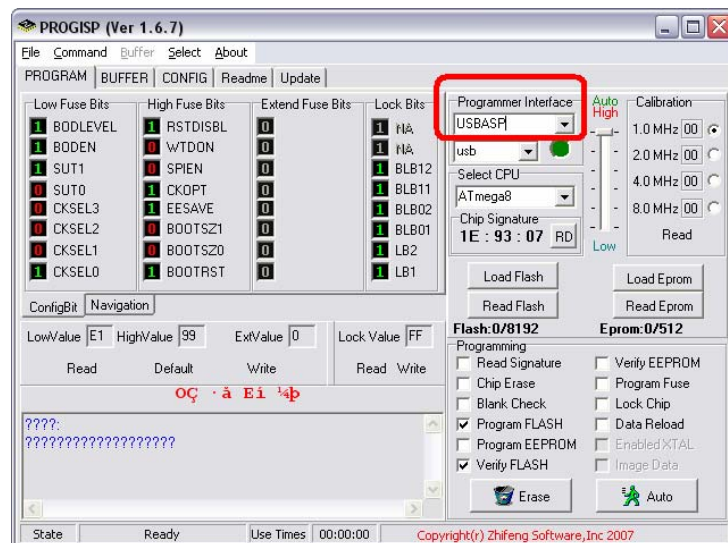 PROGISP (Ver 1.6.7)
File Command Buffer Select About
PROGRAM BUFFER CONFIG Readme Update
Low Fuse Bits
1 BODLEVEL
1 BODEN
1 SUT1
0 SUT0
0 CKSEL3
0 CKSEL2
0 CKSEL1
1 CKSEL0
High Fuse Bits
1 RSTDISBL
0 WTDON
0 SPIEN
1 CKOPT
1 EESAVE
0 BOOTSZ1
0 BOOTSZ0
1 BOOTRST
Extend Fuse Bits
0
0
0
0
0
0
0
0
Lock Bits
1 NA
1 NA
1 BLB12
1 BLB11
1 BLB02
1 BLB01
1 LB2
1 LB1
ConfigBit Navigation
LowValue E1 HighValue 99 ExtValue 0
Read Default Write
Lock Value FF
Read Write
OÇ ·å Eí ¼þ
????:
???????????????????
Programmer Interface
USBASP
usb
Select CPU
ATmega8
Chip Signature
1E : 93 : 07 RD
Auto
High
Low
Calibration
1.0 MHz 00
2.0 MHz 00
4.0 MHz 00
8.0 MHz 00
Read
Load Flash
Read Flash
Flash:0/8192
Load Eprom
Read Eprom
Eprom:0/512
Programming
Read Signature
Chip Erase
Blank Check
Program FLASH
Program EEPROM
Verify FLASH
Verify EEPROM
Program Fuse
Lock Chip
Data Reload
Enabled XTAL
Image Data
Erase
Auto
State Ready Use Times 00:00:00 Copyright(r) Zhifeng Software,Inc 2007